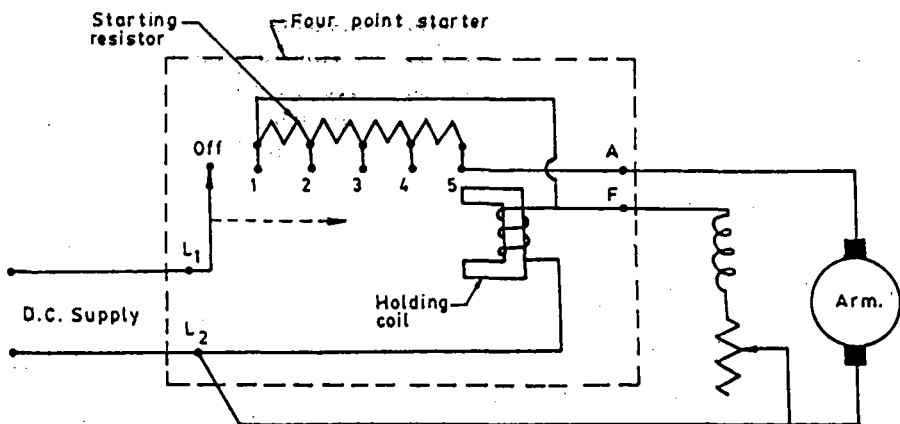 Starting
resistor
Four point starter
Off
1 2 3 4 5
A
F
L1
D.C. Supply
L2
Holding
coil
Arm.